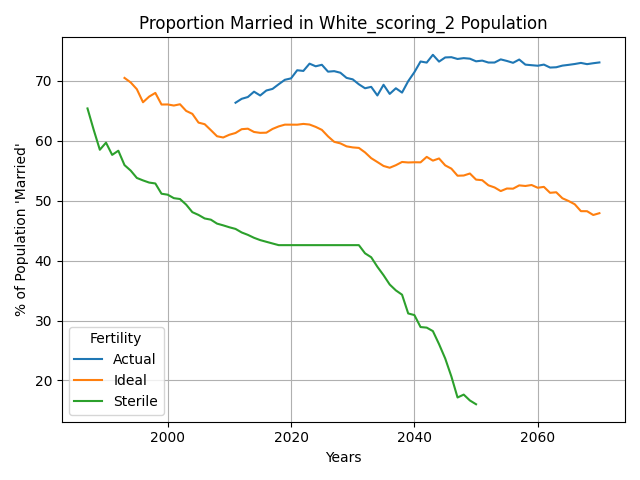 Proportion Married in White_scoring_2 Population
% of Population 'Married'
70
60
50
40
30
20
Fertility
Actual
Ideal
Sterile
2000 2020 2040 2060
Years